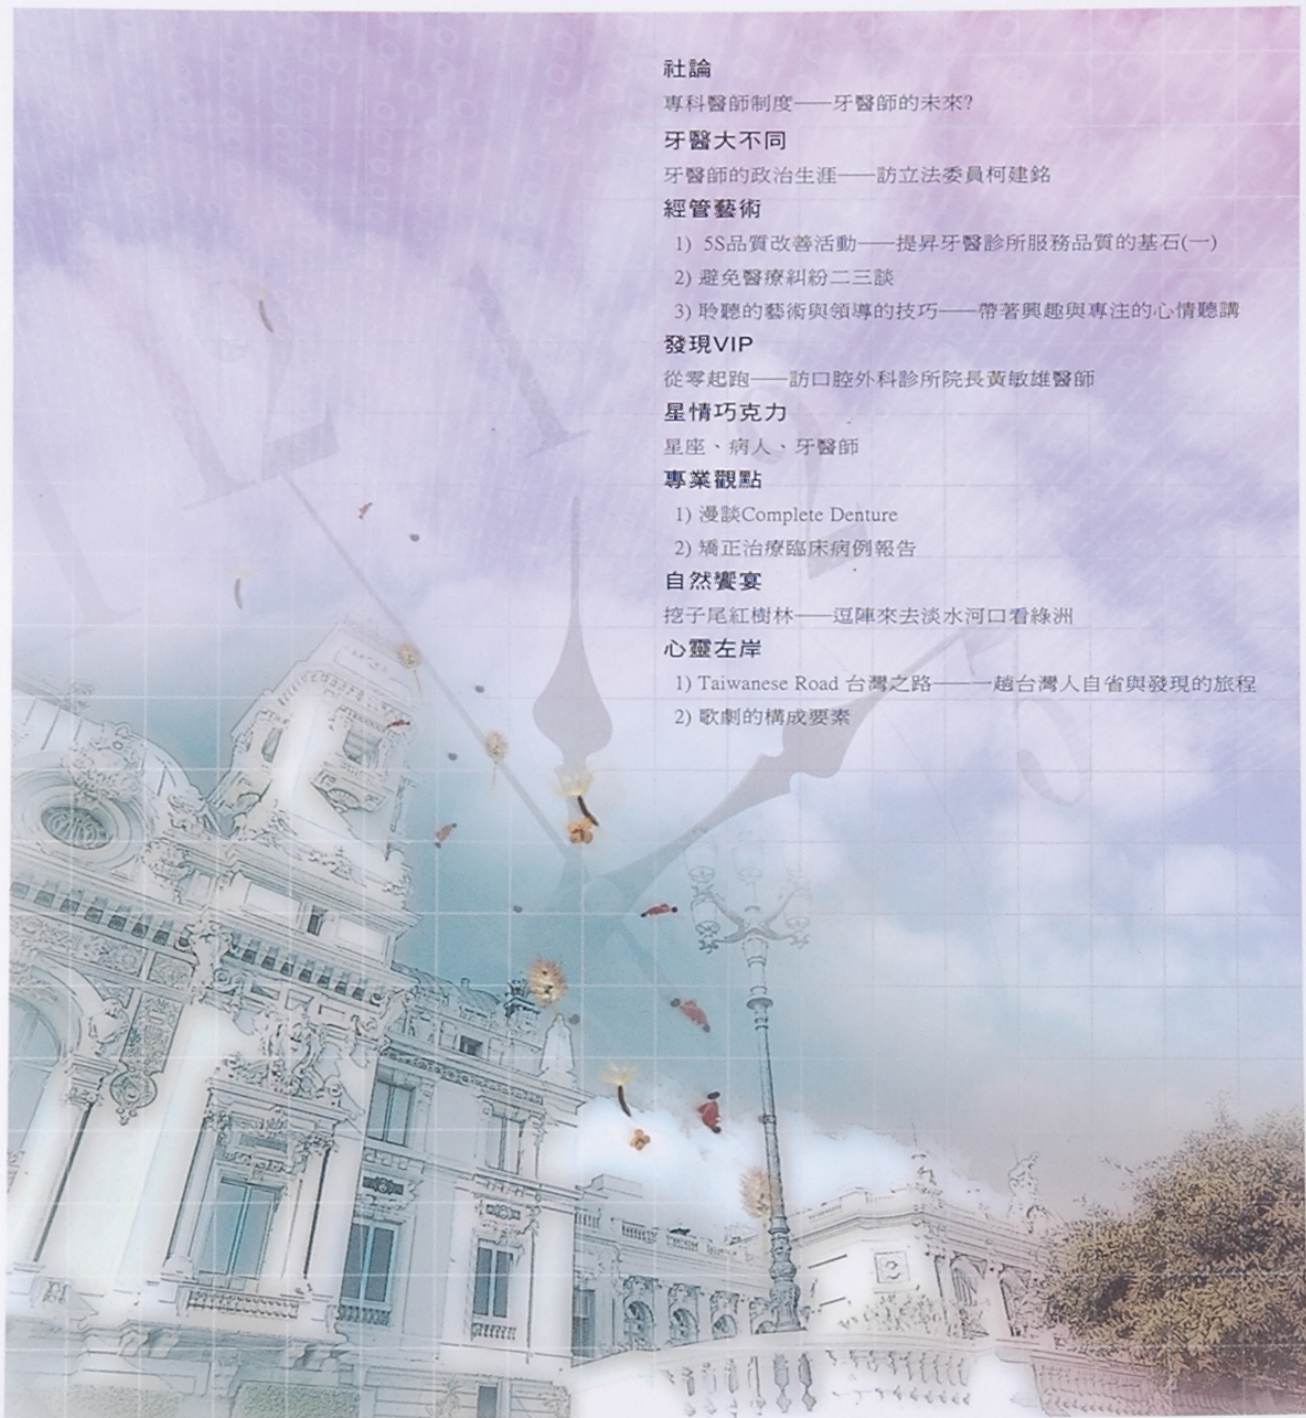 社論
專科醫師制度──牙醫師的未來?
牙醫大不同
牙醫師的政治生涯──訪立法委員柯建銘
經管藝術
1) 5S品質改善活動──提昇牙醫診所服務品質的基石(一)
2) 避免醫療糾紛二三談
3) 聆聽的藝術與領導的技巧──帶著興趣與專注的心情聽講
發現VIP
從零起跑──訪口腔外科診所院長黃敏雄醫師
星情巧克力
星座、病人、牙醫師
專業觀點
1) 漫談Complete Denture
2) 矯正治療臨床病例報告
自然饗宴
挖子尾紅樹林──逗陣來去淡水河口看綠洲
心靈左岸
1) Taiwanese Road 台灣之路──一趟台灣人自省與發現的旅程
2) 歌劇的構成要素